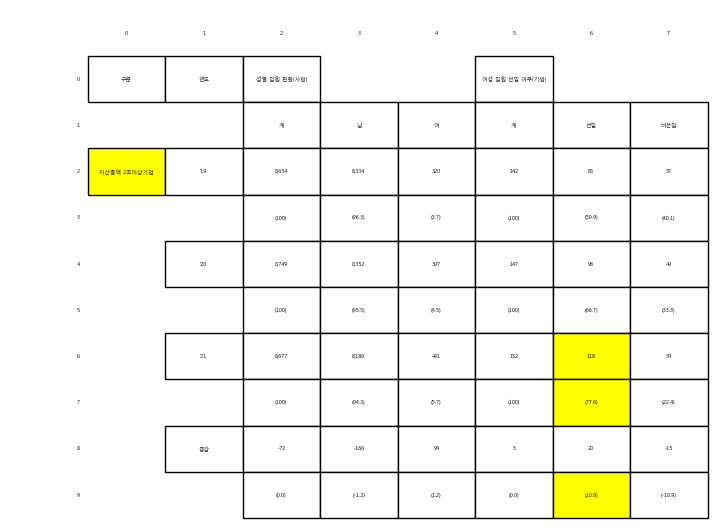 0 1 2 3 4 5 6 7
0 구분 연도 성별 임원 현황(사람) 여성 임원 선임 여부(기업)
1 계 남 여 계 선임 비선임
2 자산총액 2조이상기업 '19 8,654 8,334 320 142 85 57
3 (100) (96.3) (3.7) (100) (59.9) (40.1)
4 '20 8,749 8,352 397 147 98 49
5 (100) (95.5) (4.5) (100) (66.7) (33.3)
6 '21 8,677 8,186 491 152 118 34
7 (100) (94.3) (5.7) (100) (77.6) (22.4)
8 증감 -72 -166 94 5 20 -15
9 (0.0) (-1.2) (1.2) (0.0) (10.9) (-10.9)